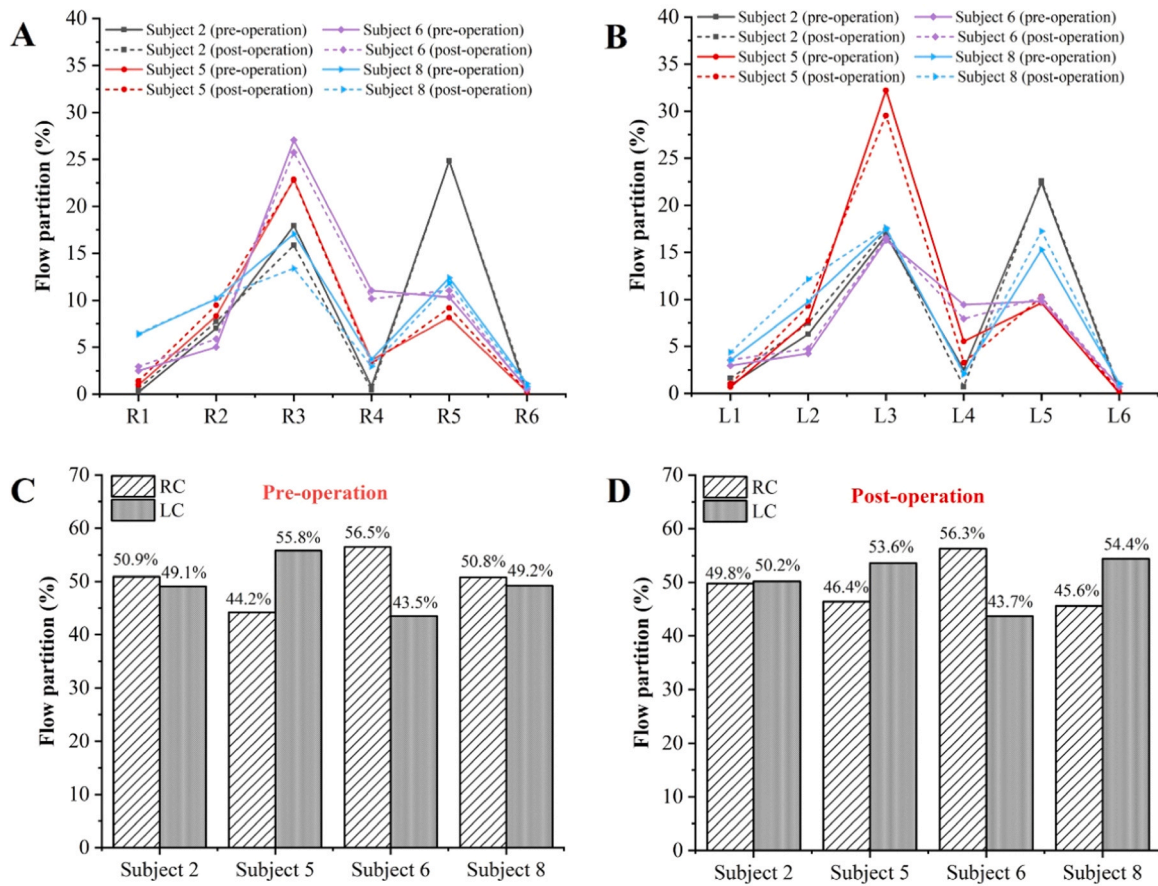 A
Subject 2 (pre-operation)
Subject 2 (post-operation)
Subject 5 (pre-operation)
Subject 5 (post-operation)
Subject 6 (pre-operation)
Subject 6 (post-operation)
Subject 8 (pre-operation)
Subject 8 (post-operation)
Flow partition (%)
40
35
30
25
20
15
10
5
0
R1 R2 R3 R4 R5 R6
B
Subject 2 (pre-operation)
Subject 2 (post-operation)
Subject 5 (pre-operation)
Subject 5 (post-operation)
Subject 6 (pre-operation)
Subject 6 (post-operation)
Subject 8 (pre-operation)
Subject 8 (post-operation)
Flow partition (%)
40
35
30
25
20
15
10
5
0
L1 L2 L3 L4 L5 L6
C
RC
LC
Pre-operation
Flow partition (%)
70
60
50
40
30
20
10
0
50.9% 49.1% 44.2% 55.8% 56.5% 43.5% 50.8% 49.2%
Subject 2 Subject 5 Subject 6 Subject 8
D
RC
LC
Post-operation
Flow partition (%)
70
60
50
40
30
20
10
0
49.8% 50.2% 46.4% 53.6% 56.3% 43.7% 45.6% 54.4%
Subject 2 Subject 5 Subject 6 Subject 8